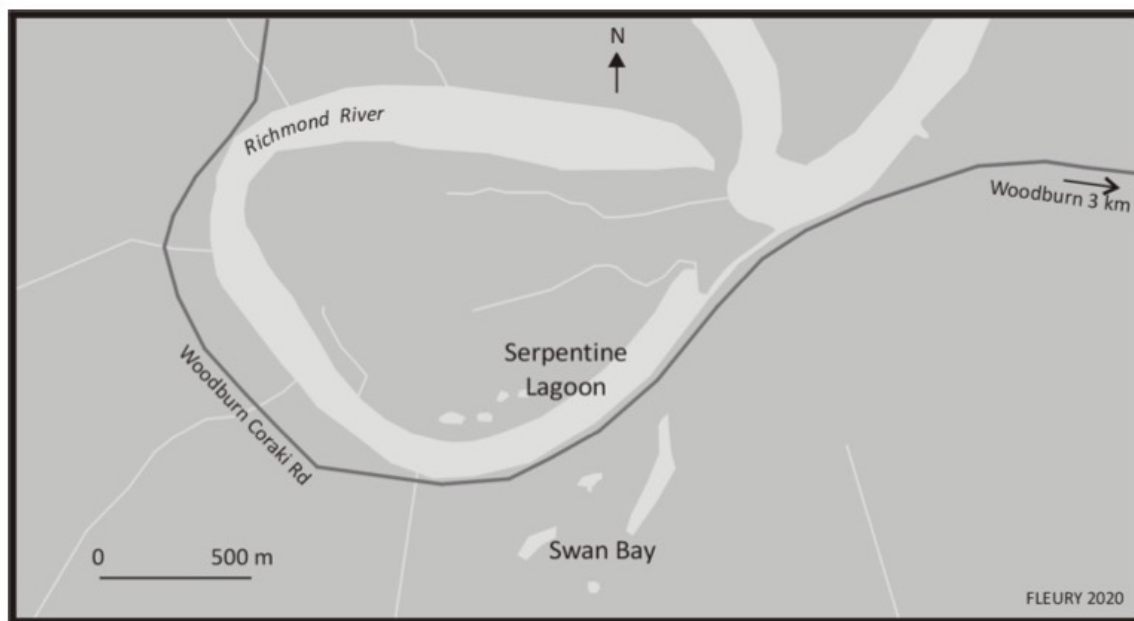 N
Richmond River
Woodburn 3 km
Serpentine
Lagoon
Woodburn Coraki Rd
0 500 m
Swan Bay
FLEURY 2020